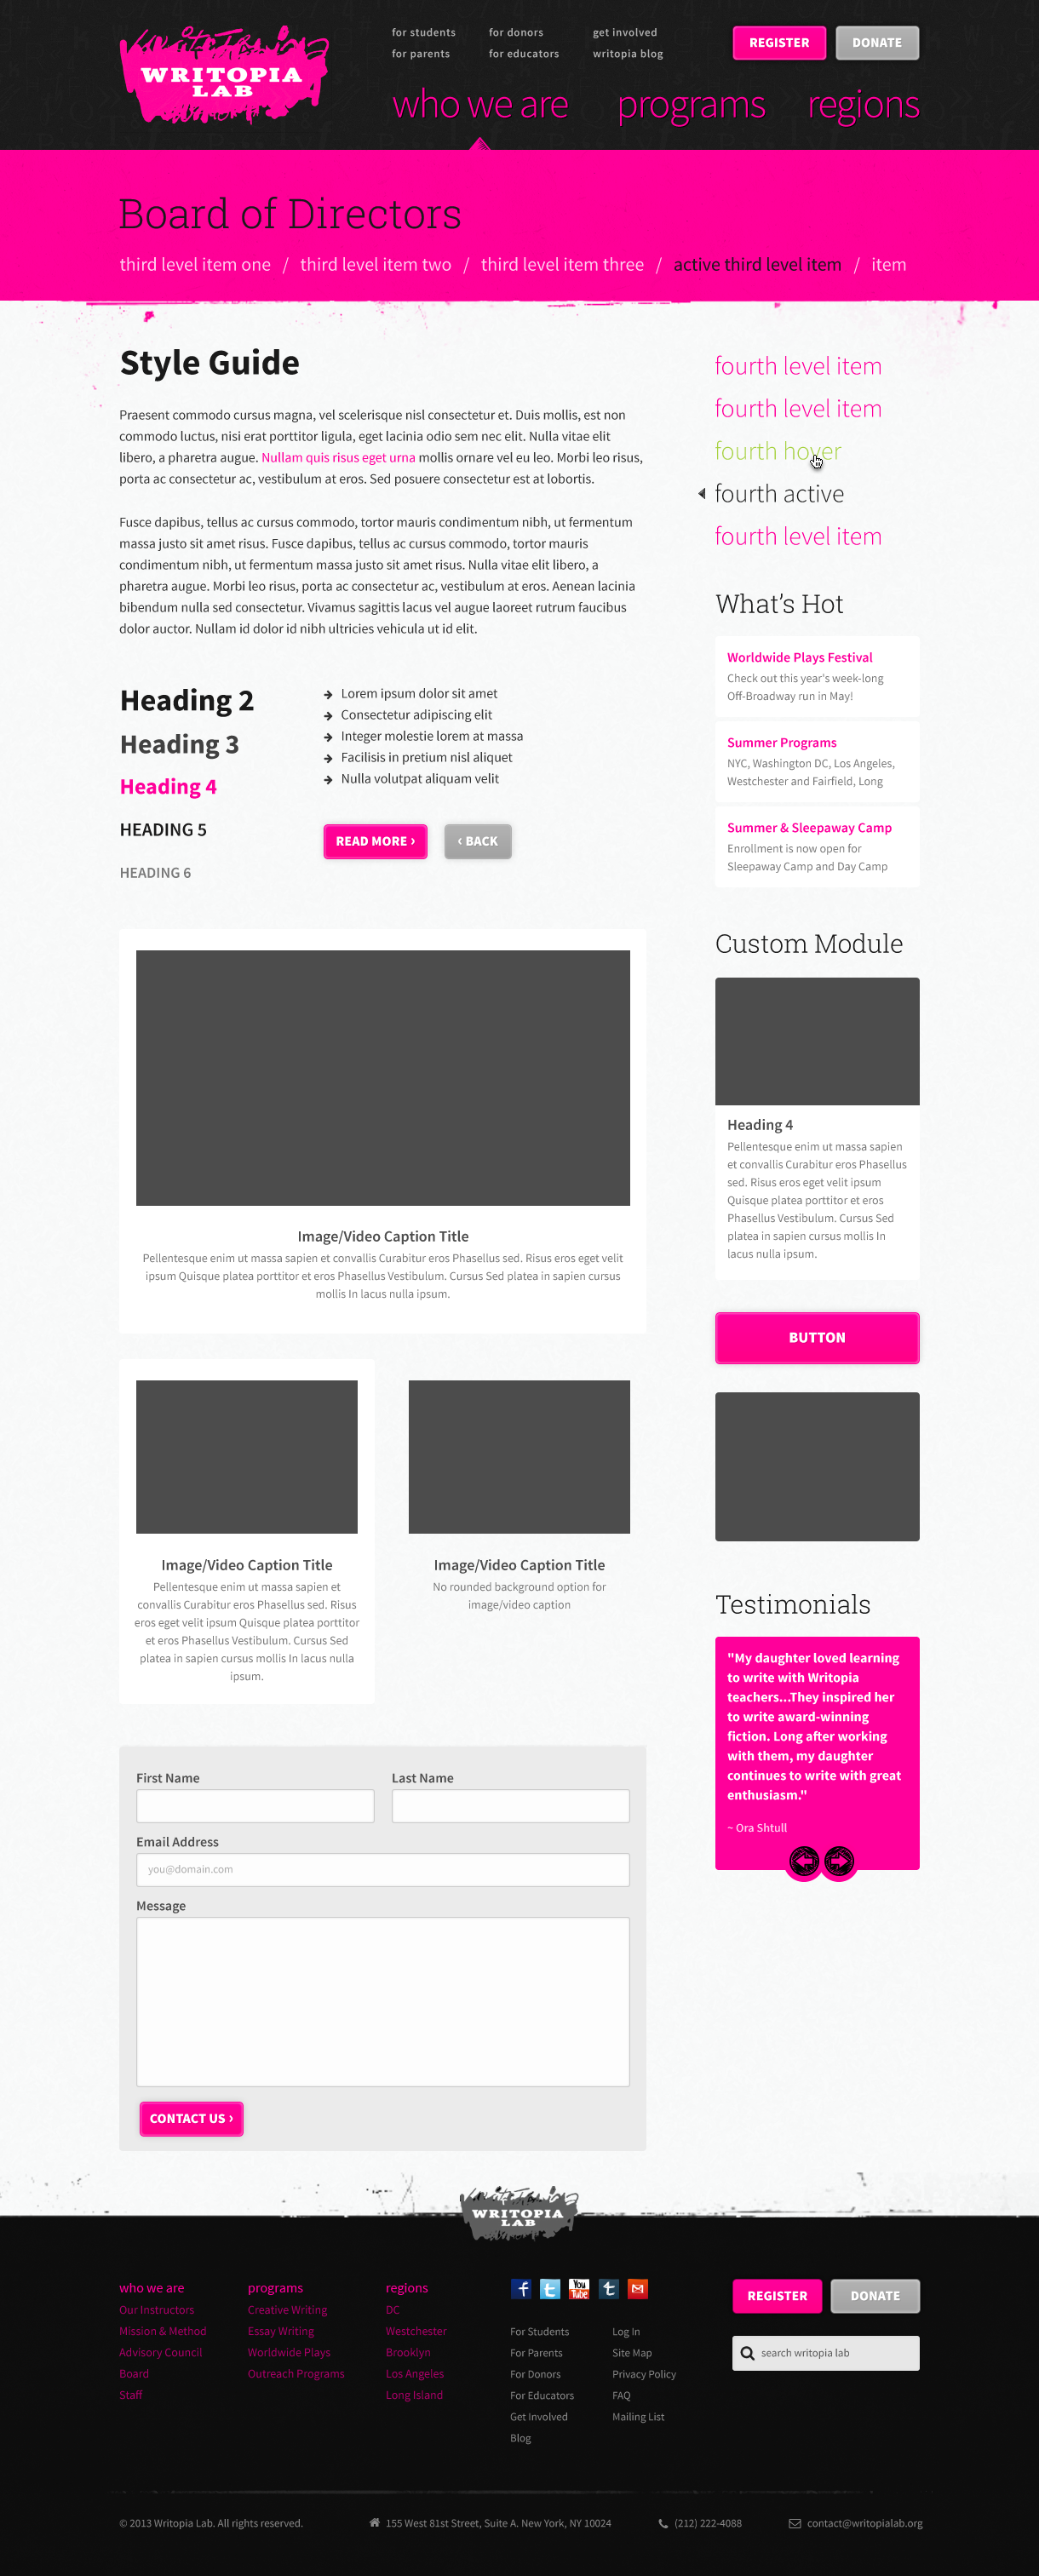 WRITOPIA
LAB
for students
for donors
get involved
for parents
for educators
writopia blog
REGISTER
DONATE
who we are
programs
regions
Board of Directors
third level item one / third level item two / third level item three / active third level item / item
Style Guide
Praesent commodo cursus magna, vel scelerisque nisl consectetur et. Duis mollis, est non
commodo luctus, nisi erat porttitor ligula, eget lacinia odio sem nec elit. Nulla vitae elit
libero, a pharetra augue. Nullam quis risus eget urna mollis ornare vel eu leo. Morbi leo risus,
porta ac consectetur ac, vestibulum at eros. Sed posuere consectetur est at lobortis.
Fusce dapibus, tellus ac cursus commodo, tortor mauris condimentum nibh, ut fermentum
massa justo sit amet risus. Fusce dapibus, tellus ac cursus commodo, tortor mauris
condimentum nibh, ut fermentum massa justo sit amet risus. Nulla vitae elit libero, a
pharetra augue. Morbi leo risus, porta ac consectetur ac, vestibulum at eros. Aenean lacinia
bibendum nulla sed consectetur. Vivamus sagittis lacus vel augue laoreet rutrum faucibus
dolor auctor. Nullam id dolor id nibh ultricies vehicula ut id elit.
Heading 2
Heading 3
Heading 4
HEADING 5
HEADING 6
Lorem ipsum dolor sit amet
Consectetur adipiscing elit
Integer molestie lorem at massa
Facilisis in pretium nisl aliquet
Nulla volutpat aliquam velit
READ MORE ›
‹ BACK
Image/Video Caption Title
Pellentesque enim ut massa sapien et convallis Curabitur eros Phasellus sed. Risus eros eget velit
ipsum Quisque platea porttitor et eros Phasellus Vestibulum. Cursus Sed platea in sapien cursus
mollis In lacus nulla ipsum.
Image/Video Caption Title
Pellentesque enim ut massa sapien et
convallis Curabitur eros Phasellus sed. Risus
eros eget velit ipsum Quisque platea porttitor
et eros Phasellus Vestibulum. Cursus Sed
platea in sapien cursus mollis In lacus nulla
ipsum.
Image/Video Caption Title
No rounded background option for
image/video caption
First Name
Last Name
Email Address
you@domain.com
Message
CONTACT US ›
fourth level item
fourth level item
fourth hover
fourth active
fourth level item
What's Hot
Worldwide Plays Festival
Check out this year's week-long
Off-Broadway run in May!
Summer Programs
NYC, Washington DC, Los Angeles,
Westchester and Fairfield, Long
Summer & Sleepaway Camp
Enrollment is now open for
Sleepaway Camp and Day Camp
Custom Module
Heading 4
Pellentesque enim ut massa sapien
et convallis Curabitur eros Phasellus
sed. Risus eros eget velit ipsum
Quisque platea porttitor et eros
Phasellus Vestibulum. Cursus Sed
platea in sapien cursus mollis In
lacus nulla ipsum.
BUTTON
Testimonials
"My daughter loved learning
to write with Writopia
teachers...They inspired her
to write award-winning
fiction. Long after working
with them, my daughter
continues to write with great
enthusiasm."
~ Ora Shtull
WRITOPIA
LAB
who we are
Our Instructors
Mission & Method
Advisory Council
Board
Staff
programs
Creative Writing
Essay Writing
Worldwide Plays
Outreach Programs
regions
DC
Westchester
Brooklyn
Los Angeles
Long Island
f
t
You
Tube
t
M
For Students
For Parents
For Donors
For Educators
Get Involved
Blog
Log In
Site Map
Privacy Policy
FAQ
Mailing List
REGISTER
DONATE
search writopia lab
© 2013 Writopia Lab. All rights reserved.
155 West 81st Street, Suite A. New York, NY 10024
(212) 222-4088
contact@writopialab.org